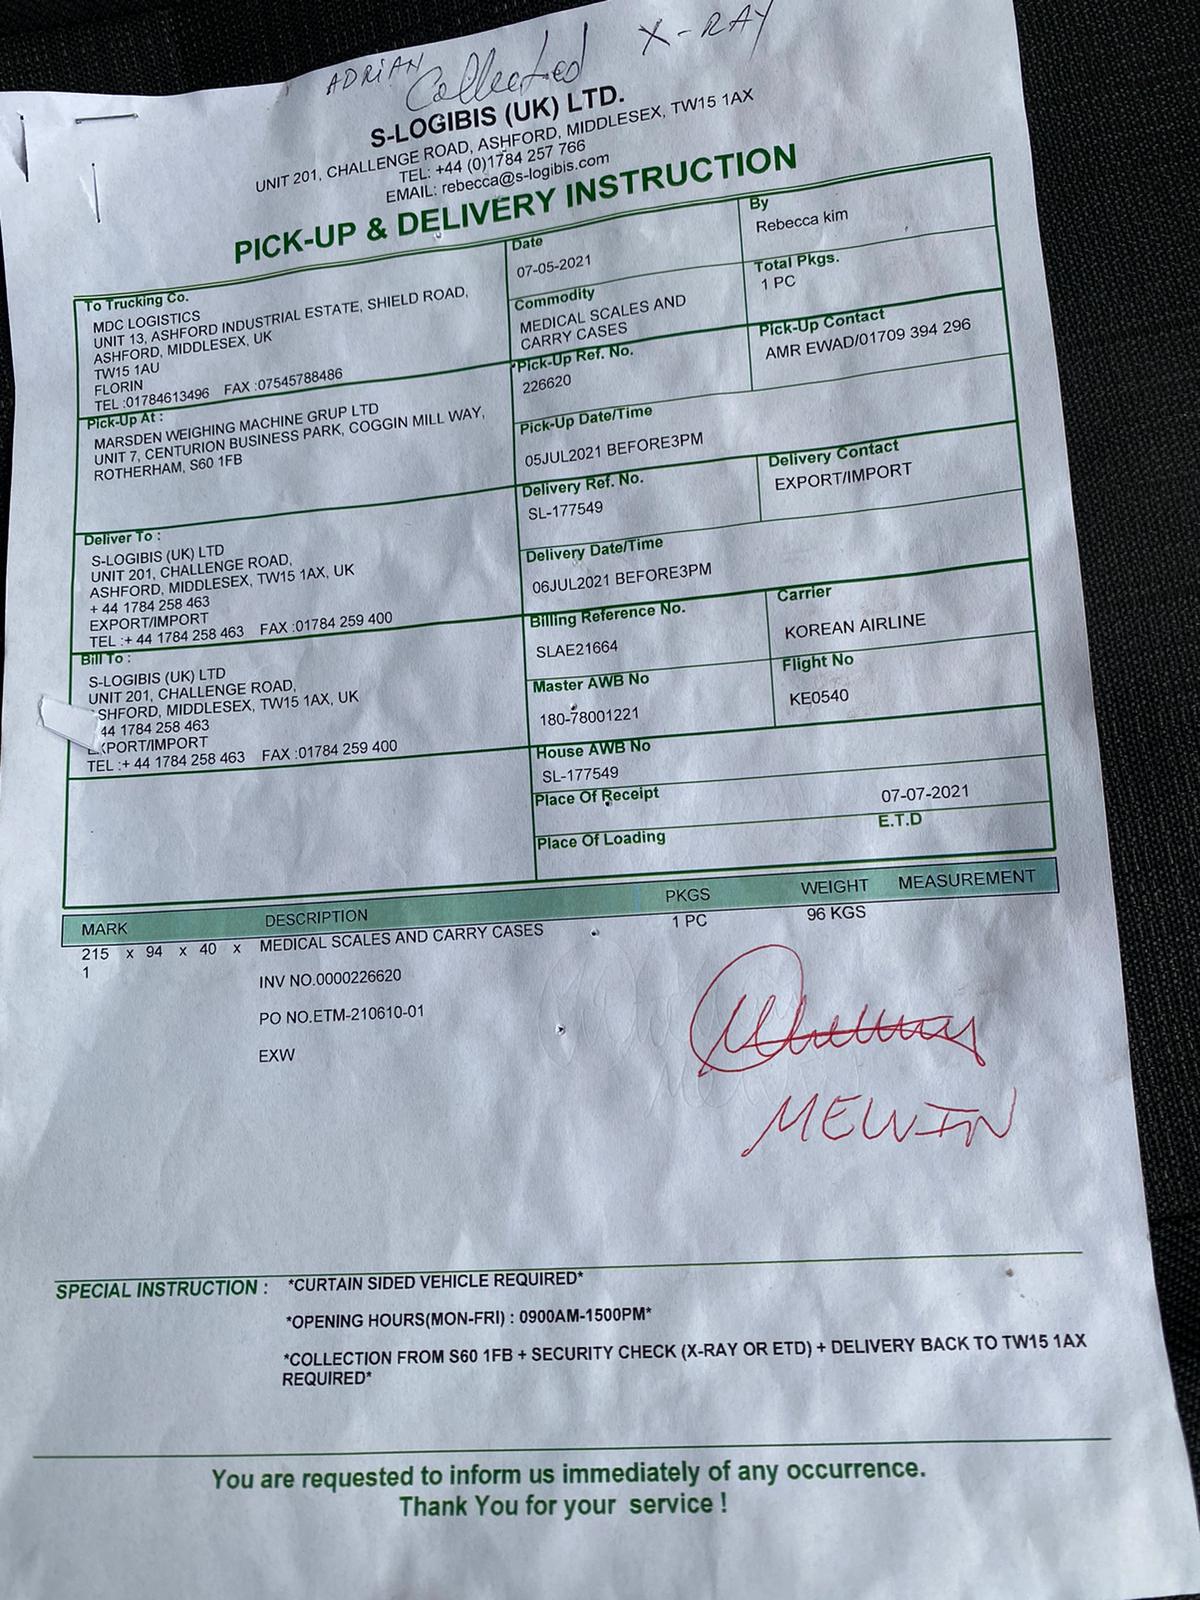 ADRIAN Collected X-RAY
S-LOGIBIS (UK) LTD.
UNIT 201, CHALLENGE ROAD, ASHFORD, MIDDLESEX, TW15 1AX
TEL: +44 (0)1784 257 766
EMAIL: rebecca@s-logibis.com
PICK-UP & DELIVERY INSTRUCTION
To Trucking Co.
MDC LOGISTICS
UNIT 13, ASHFORD INDUSTRIAL ESTATE, SHIELD ROAD,
ASHFORD, MIDDLESEX, UK
TW15 1AU
FLORIN
TEL :01784613496 FAX :07545788486
Date
07-05-2021
By
Rebecca kim
Commodity
MEDICAL SCALES AND
CARRY CASES
Total Pkgs.
1 PC
Pick-Up Ref. No.
226620
Pick-Up Contact
AMR EWAD/01709 394 296
Pick-Up At :
MARSDEN WEIGHING MACHINE GRUP LTD
UNIT 7, CENTURION BUSINESS PARK, COGGIN MILL WAY,
ROTHERHAM, S60 1FB
Pick-Up Date/Time
05JUL2021 BEFORE3PM
Delivery Ref. No.
SL-177549
Delivery Contact
EXPORT/IMPORT
Deliver To :
S-LOGIBIS (UK) LTD
UNIT 201, CHALLENGE ROAD,
ASHFORD, MIDDLESEX, TW15 1AX, UK
+ 44 1784 258 463
EXPORT/IMPORT
TEL :+ 44 1784 258 463 FAX :01784 259 400
Delivery Date/Time
06JUL2021 BEFORE3PM
Billing Reference No.
SLAE21664
Carrier
KOREAN AIRLINE
Bill To :
S-LOGIBIS (UK) LTD
UNIT 201, CHALLENGE ROAD,
SHFORD, MIDDLESEX, TW15 1AX, UK
44 1784 258 463
EXPORT/IMPORT
TEL :+ 44 1784 258 463 FAX :01784 259 400
Master AWB No
180-78001221
Flight No
KE0540
House AWB No
SL-177549
Place Of Receipt
07-07-2021
E.T.D
Place Of Loading
MARK DESCRIPTION PKGS WEIGHT MEASUREMENT
215 x 94 x 40 x MEDICAL SCALES AND CARRY CASES 1 PC 96 KGS
1
INV NO.0000226620
PO NO.ETM-210610-01
EXW
MELVIN
SPECIAL INSTRUCTION : *CURTAIN SIDED VEHICLE REQUIRED*
*OPENING HOURS(MON-FRI) : 0900AM-1500PM*
*COLLECTION FROM S60 1FB + SECURITY CHECK (X-RAY OR ETD) + DELIVERY BACK TO TW15 1AX
REQUIRED*
You are requested to inform us immediately of any occurrence.
Thank You for your service !